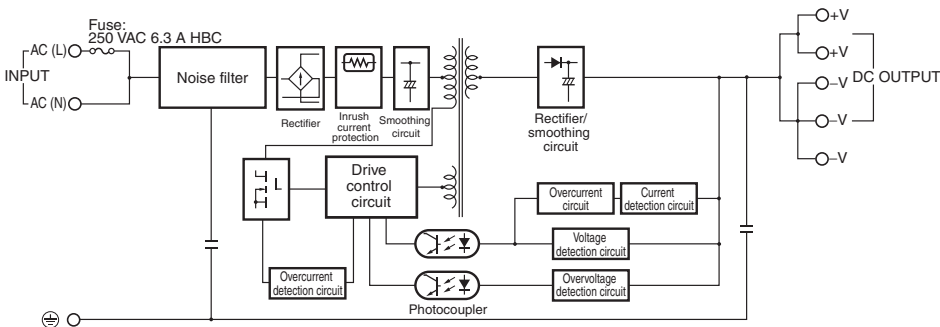 Fuse:
250 VAC 6.3 A HBC
AC (L)
INPUT
AC (N)
Noise filter
Rectifier
Inrush
current
protection
Smoothing
circuit
Rectifier/
smoothing
circuit
+V
+V
−V
−V
−V
DC OUTPUT
Drive
control
circuit
Overcurrent
detection circuit
Overcurrent
circuit
Current
detection circuit
Voltage
detection circuit
Overvoltage
detection circuit
Photocoupler